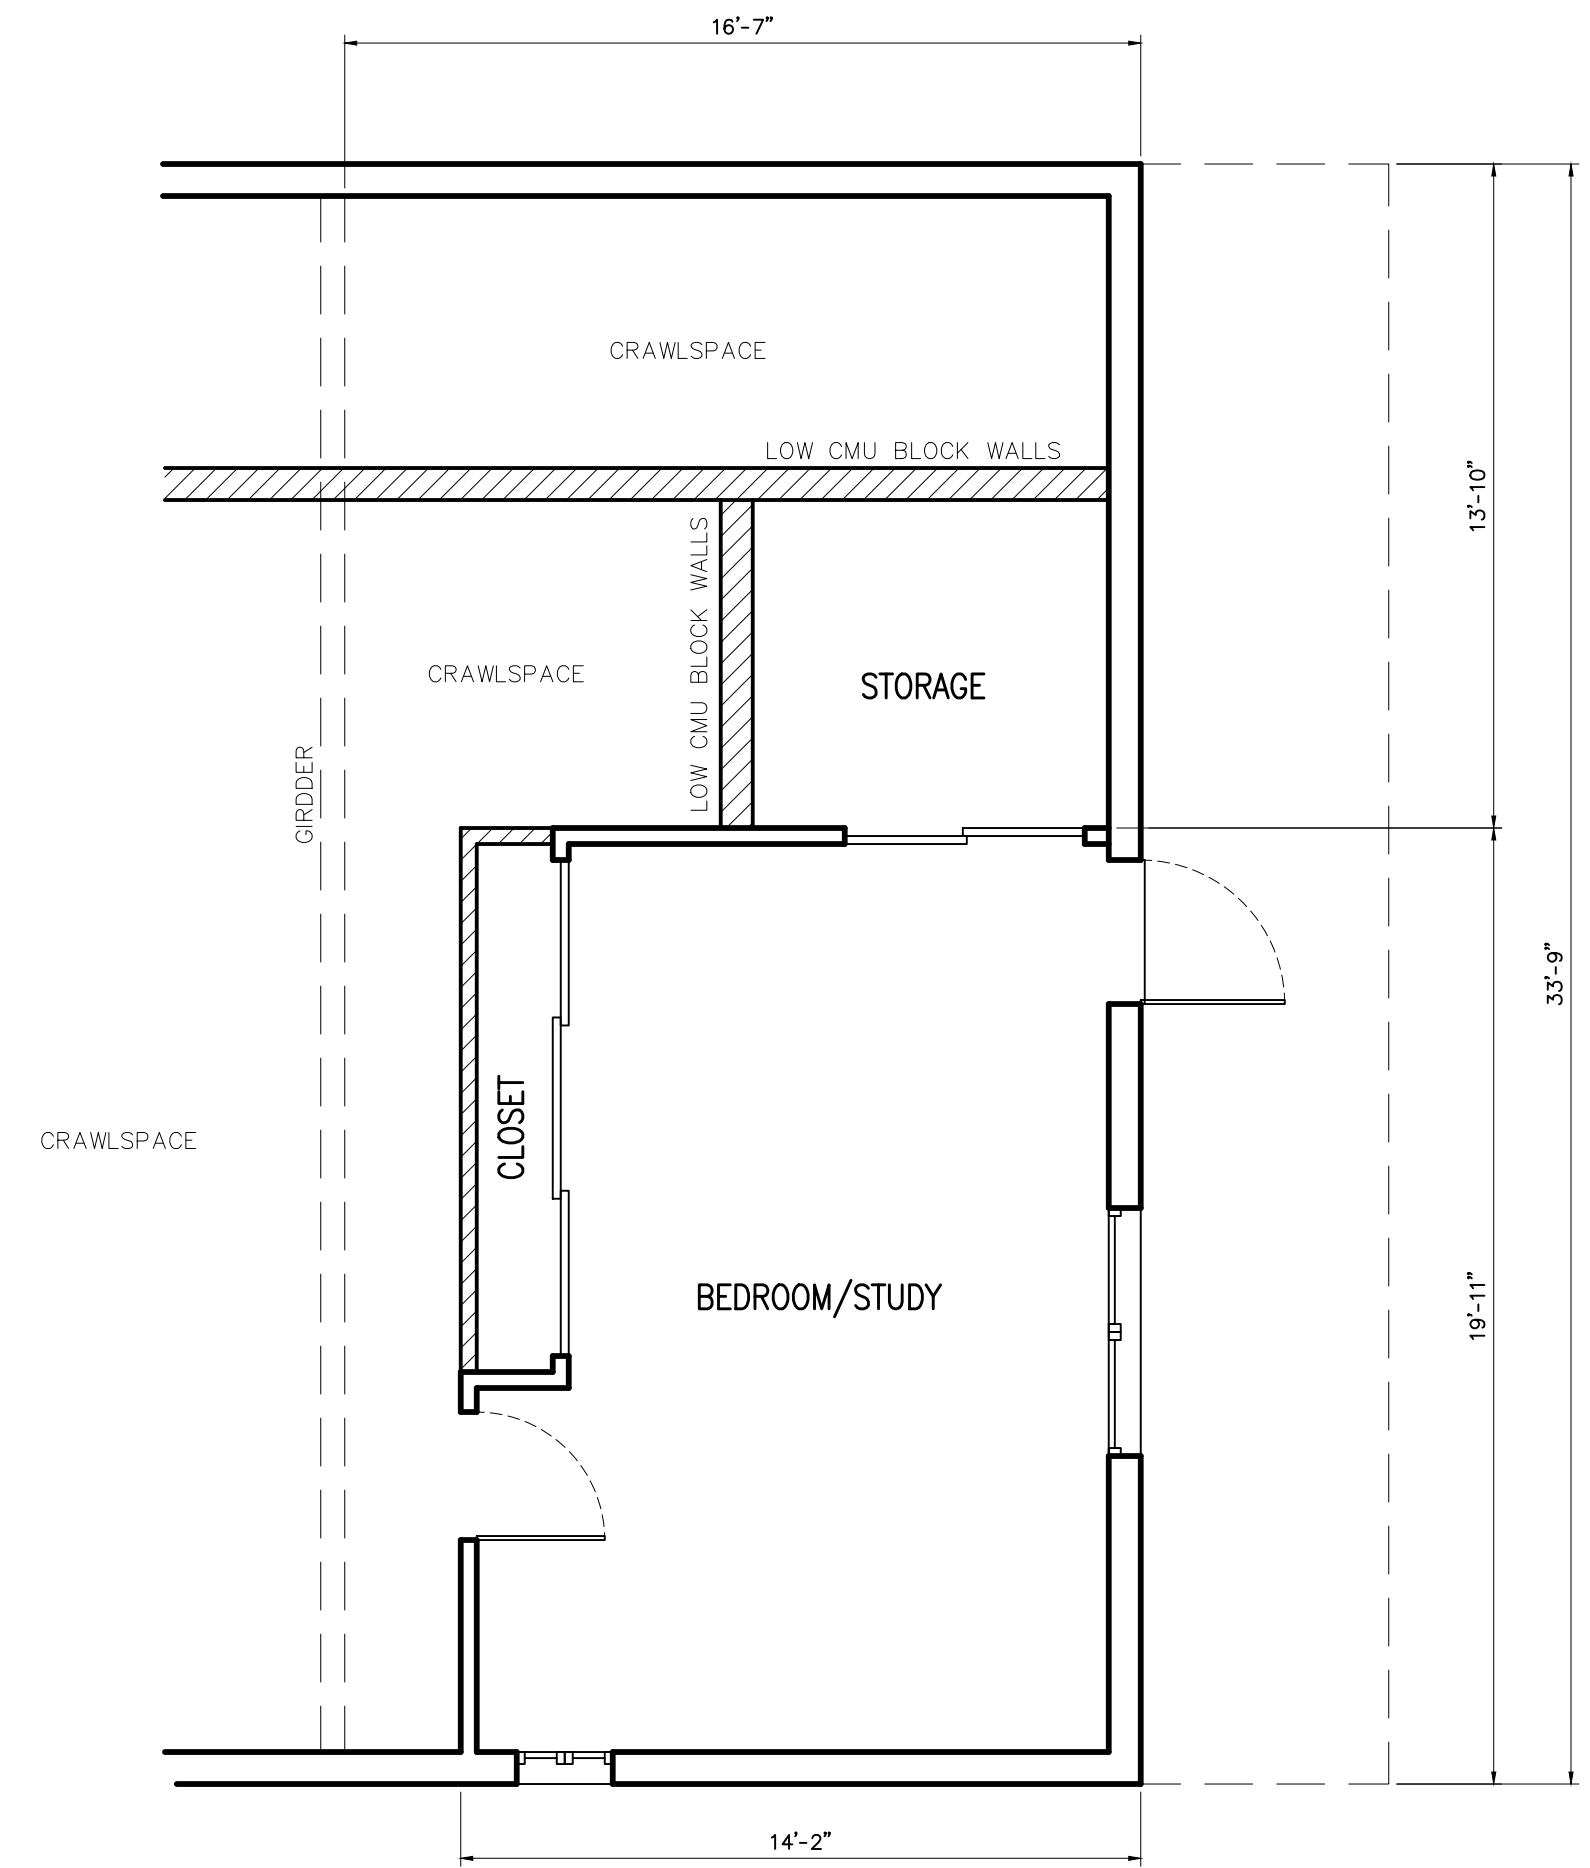 16'-7"
CRAWLSPACE
LOW CMU BLOCK WALLS
13'-10"
LOW CMU BLOCK WALLS
CRAWLSPACE
STORAGE
GIRDDER
33'-9"
CLOSET
CRAWLSPACE
BEDROOM/STUDY
19'-11"
14'-2"